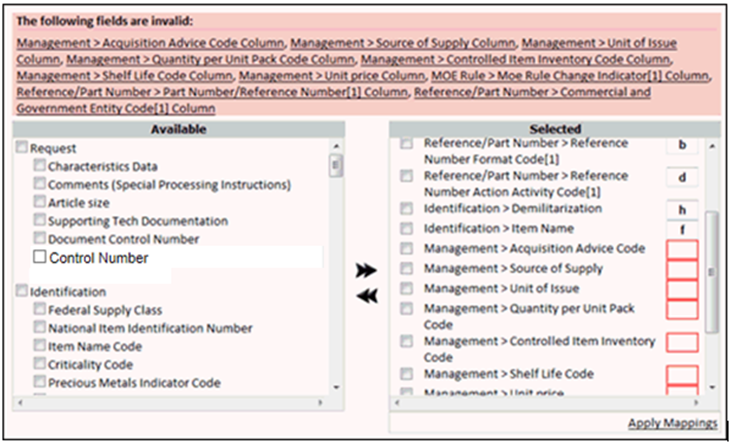 The following fields are invalid:
Management > Acquisition Advice Code Column, Management > Source of Supply Column, Management > Unit of Issue
Column, Management > Quantity per Unit Pack Code Column, Management > Controlled Item Inventory Code Column,
Management > Shelf Life Code Column, Management > Unit price Column, MOE Rule > Moe Rule Change Indicator[1] Column,
Reference/Part Number > Part Number/Reference Number[1] Column, Reference/Part Number > Commercial and
Government Entity Code[1] Column
Available
Request
Characteristics Data
Comments (Special Processing Instructions)
Article size
Supporting Tech Documentation
Document Control Number
Control Number
Identification
Federal Supply Class
National Item Identification Number
Item Name Code
Criticality Code
Precious Metals Indicator Code
Selected
Reference/Part Number > Reference b
Number Format Code[1]
Reference/Part Number > Reference d
Number Action Activity Code[1]
Identification > Demilitarization h
Identification > Item Name f
Management > Acquisition Advice Code
Management > Source of Supply
Management > Unit of Issue
Management > Quantity per Unit Pack
Code
Management > Controlled Item Inventory
Code
Management > Shelf Life Code
Management > Unit price
Apply Mappings